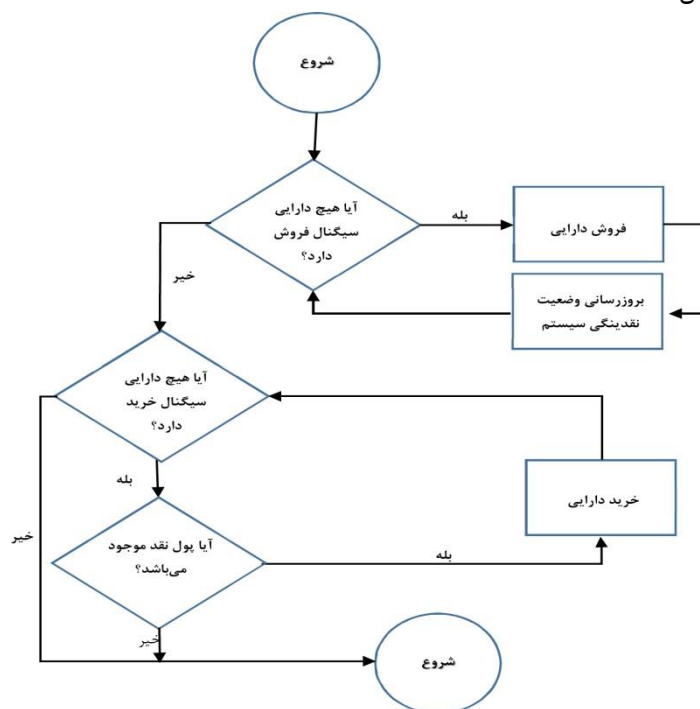 شروع
آیا هیچ دارایی
سیگنال فروش
دارد؟
بله
فروش دارایی
بروزرسانی وضعیت
نقدینگی سیستم
خیر
آیا هیچ دارایی
سیگنال خرید
دارد؟
بله
خرید دارایی
آیا پول نقد موجود
می‌باشد؟
بله
خیر
خیر
شروع